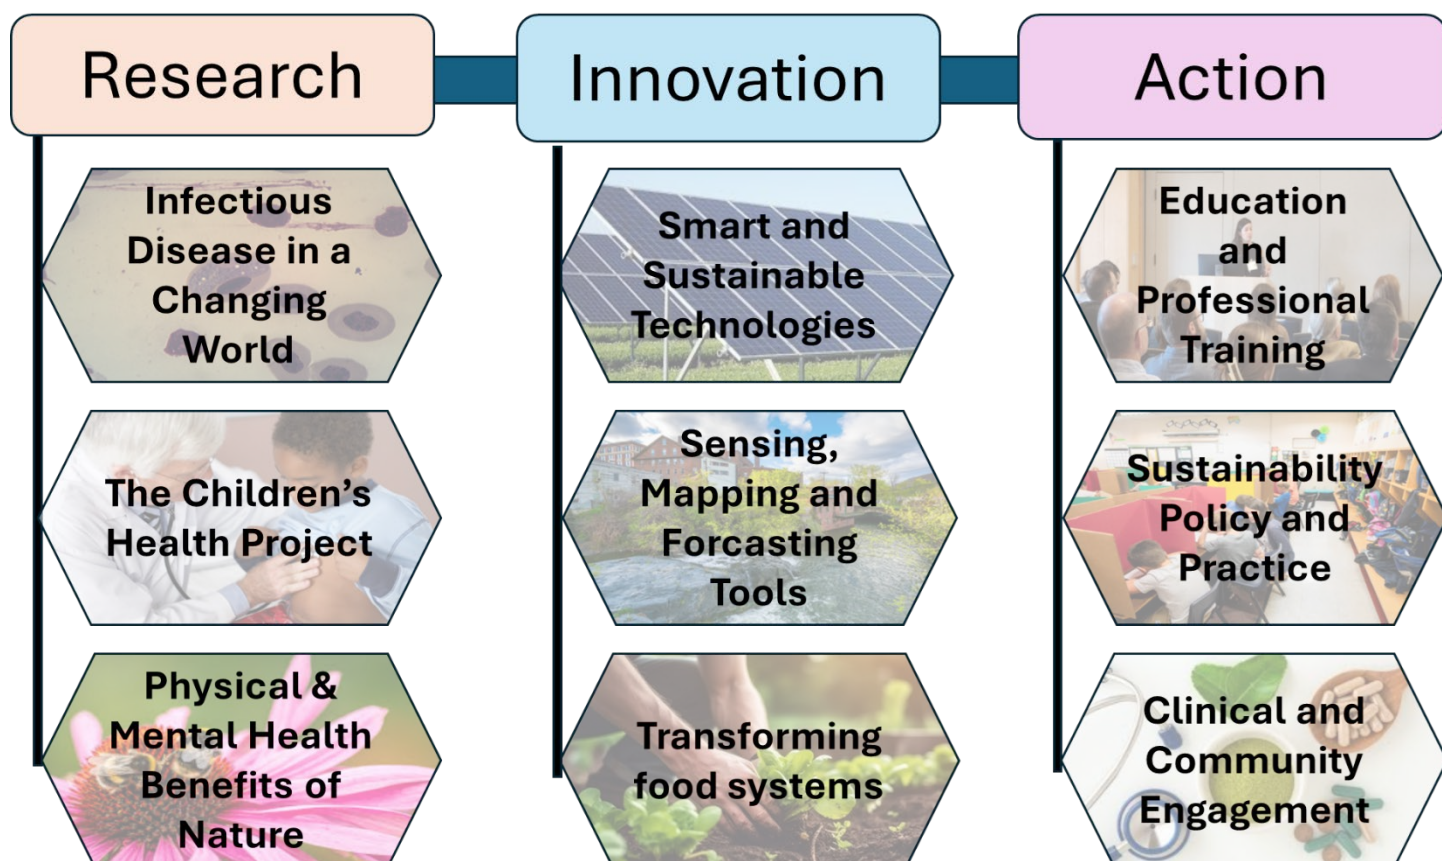 Research
Infectious
Disease in a
Changing
World
The Children's
Health Project
Physical &
Mental Health
Benefits of
Nature
Innovation
Smart and
Sustainable
Technologies
Sensing,
Mapping and
Forcasting
Tools
Transforming
food systems
Action
Education
and
Professional
Training
Sustainability
Policy and
Practice
Clinical and
Community
Engagement